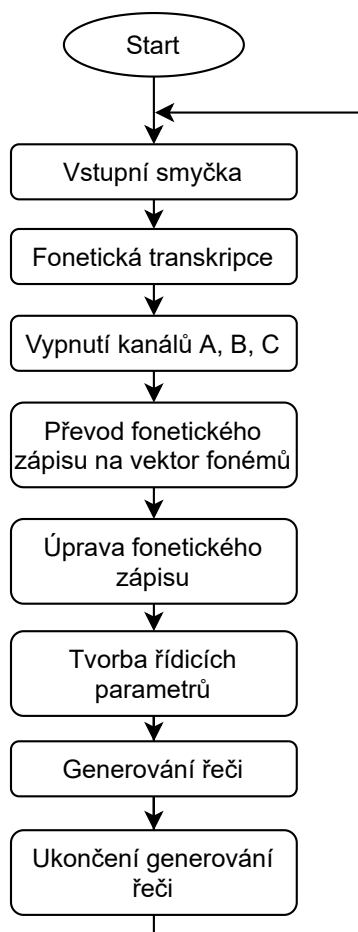 Start
Vstupní smyčka
Fonetická transkripce
Vypnutí kanálů A, B, C
Převod fonetického
zápisu na vektor fonémů
Úprava fonetického
zápisu
Tvorba řídicích
parametrů
Generování řeči
Ukončení generování
řeči